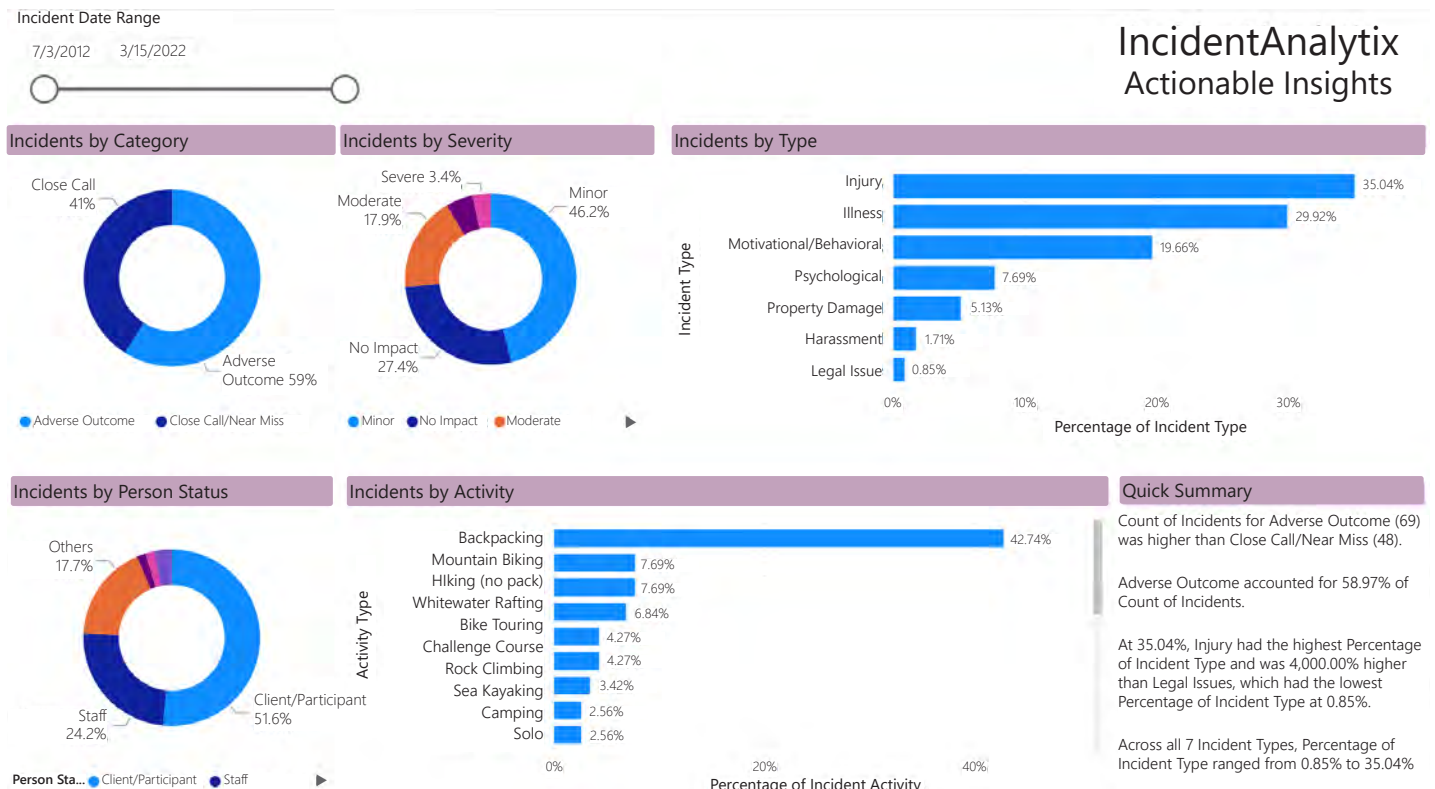 Incident Date Range
7/3/2012 3/15/2022
IncidentAnalytix
Actionable Insights
Incidents by Category
Close Call
41%
Adverse
Outcome 59%
Adverse Outcome Close Call/Near Miss
Incidents by Severity
Severe 3.4%
Moderate
17.9%
Minor
46.2%
No Impact
27.4%
Minor No Impact Moderate
Incidents by Type
Incident Type
Injury 35.04%
Illness 29.92%
Motivational/Behavioral 19.66%
Psychological 7.69%
Property Damage 5.13%
Harassment 1.71%
Legal Issue 0.85%
0% 10% 20% 30%
Percentage of Incident Type
Incidents by Person Status
Others
17.7%
Client/Participant
51.6%
Staff
24.2%
Person Sta... Client/Participant Staff
Incidents by Activity
Activity Type
Backpacking 42.74%
Mountain Biking 7.69%
HIking (no pack) 7.69%
Whitewater Rafting 6.84%
Bike Touring 4.27%
Challenge Course 4.27%
Rock Climbing 3.42%
Sea Kayaking 2.56%
Camping 2.56%
Solo
0% 20% 40%
Percentage of Incident Activity
Quick Summary
Count of Incidents for Adverse Outcome (69)
was higher than Close Call/Near Miss (48).
Adverse Outcome accounted for 58.97% of
Count of Incidents.
At 35.04%, Injury had the highest Percentage
of Incident Type and was 4,000.00% higher
than Legal Issues, which had the lowest
Percentage of Incident Type at 0.85%.
Across all 7 Incident Types, Percentage of
Incident Type ranged from 0.85% to 35.04%